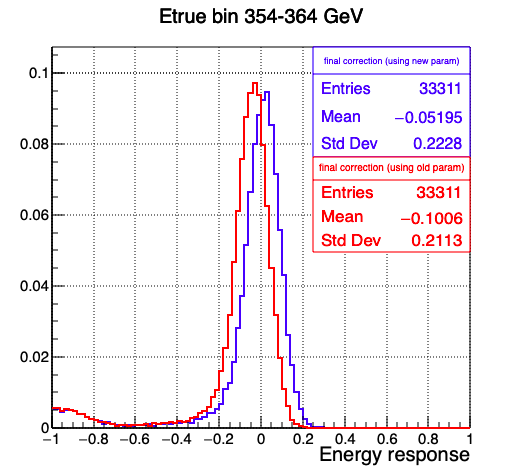 Etrue bin 354-364 GeV
final correction (using new param)
Entries 33311
Mean −0.05195
Std Dev 0.2228
final correction (using old param)
Entries 33311
Mean −0.1006
Std Dev 0.2113
0.1
0.08
0.06
0.04
0.02
0
−1 −0.8 −0.6 −0.4 −0.2 0 0.2 0.4 0.6 0.8 1
Energy response